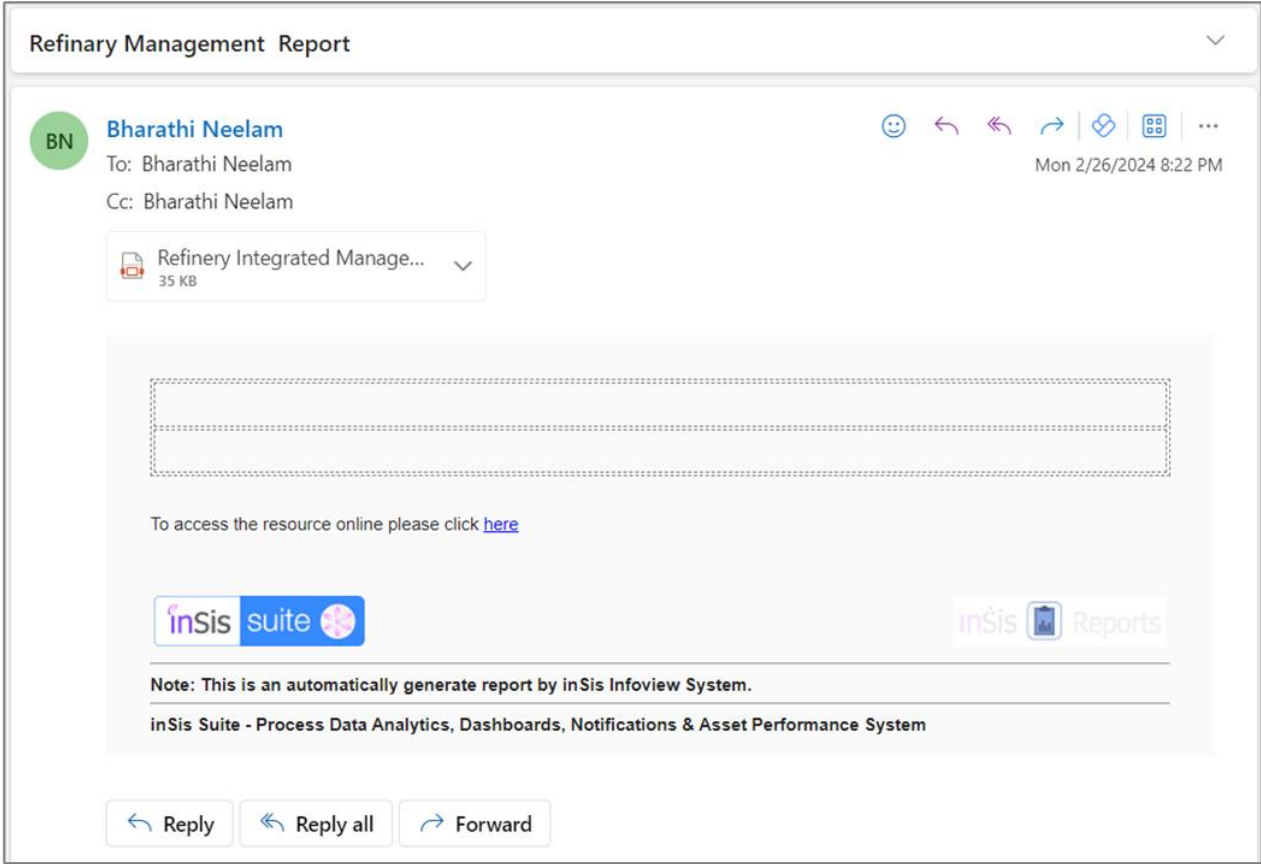 Refinary Management  Report
BN
Bharathi Neelam
To: Bharathi Neelam
Mon 2/26/2024 8:22 PM
Cc: Bharathi Neelam
Refinery Integrated Manage...
35 KB
To access the resource online please click here
inSis suite
inSis Reports
Note: This is an automatically generate report by inSis Infoview System.
inSis Suite - Process Data Analytics, Dashboards, Notifications & Asset Performance System
Reply
Reply all
Forward